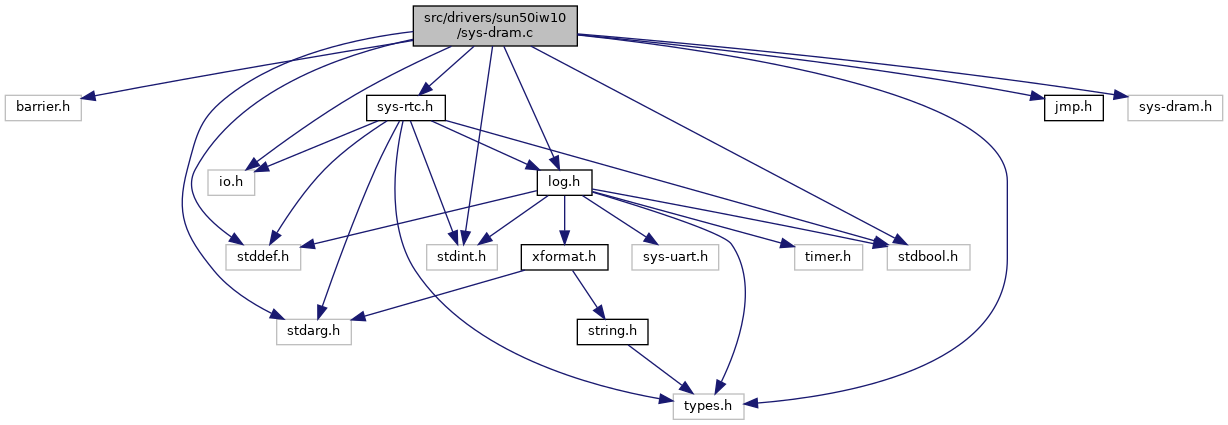 src/drivers/sun50iw10
/sys-dram.c
barrier.h
sys-rtc.h
jmp.h
sys-dram.h
io.h
log.h
stddef.h
stdint.h
xformat.h
sys-uart.h
timer.h
stdbool.h
stdarg.h
string.h
types.h